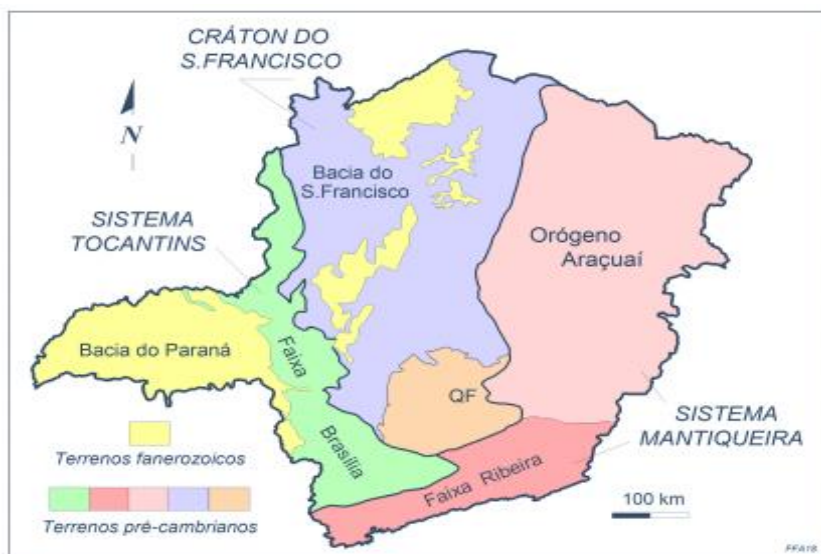 CRÁTON DO
S.FRANCISCO
N
Bacia do
S.Francisco
SISTEMA
TOCANTINS
Orógeno
Araçuaí
Bacia do Paraná
Faixa
Brasília
QF
SISTEMA
MANTIQUEIRA
Faixa Ribeira
Terrenos fanerozoicos
Terrenos pré-cambrianos
100 km
FFA18